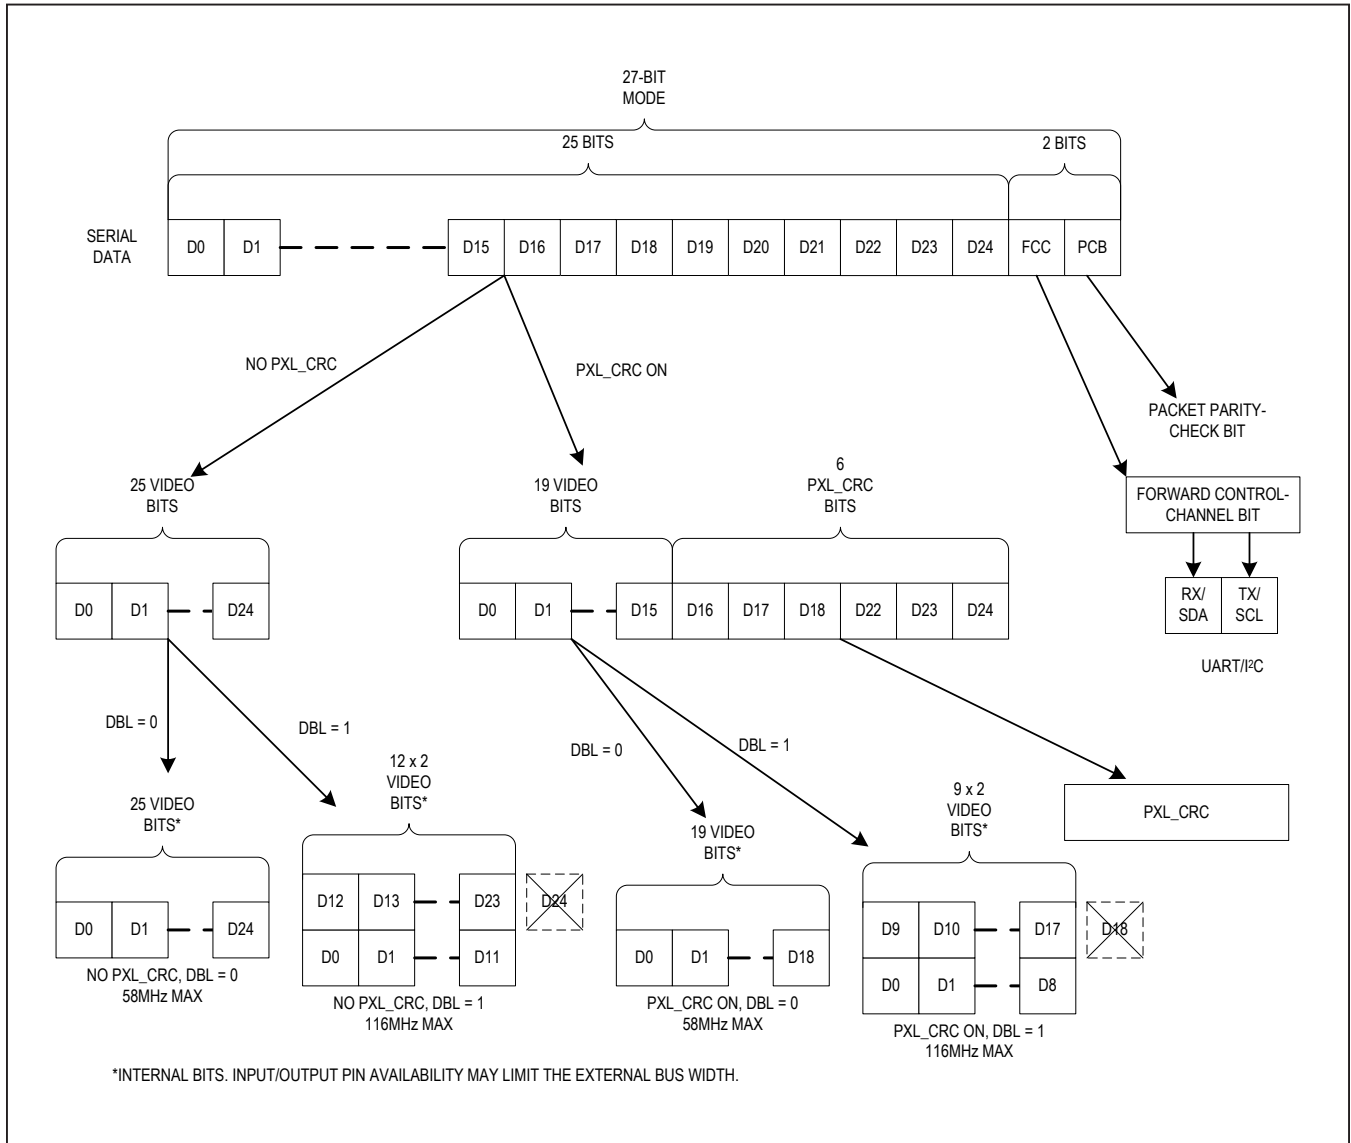 27-BIT
MODE
25 BITS
2 BITS
SERIAL
DATA
D0 D1 D15 D16 D17 D18 D19 D20 D21 D22 D23 D24 FCC PCB
NO PXL_CRC
PXL_CRC ON
PACKET PARITY-
CHECK BIT
25 VIDEO
BITS
19 VIDEO
BITS
6
PXL_CRC
BITS
FORWARD CONTROL-
CHANNEL BIT
D0 D1 D24
D0 D1 D15 D16 D17 D18 D22 D23 D24
RX/
SDA
TX/
SCL
UART/I²C
DBL = 0
DBL = 1
DBL = 0
DBL = 1
25 VIDEO
BITS*
12 x 2
VIDEO
BITS*
19 VIDEO
BITS*
9 x 2
VIDEO
BITS*
PXL_CRC
D0 D1 D24
NO PXL_CRC, DBL = 0
58MHz MAX
D12 D13 D23 D24
D0 D1 D11
NO PXL_CRC, DBL = 1
116MHz MAX
D0 D1 D18
PXL_CRC ON, DBL = 0
58MHz MAX
D9 D10 D17 D18
D0 D1 D8
PXL_CRC ON, DBL = 1
116MHz MAX
*INTERNAL BITS. INPUT/OUTPUT PIN AVAILABILITY MAY LIMIT THE EXTERNAL BUS WIDTH.